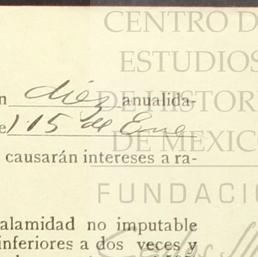 CENTRO D
ESTUDIOS
n diez anualida-
DE HISTOR
e) 15 de Ene
DE MEXICO
causarán intereses a ra-
FUNDACI
alamidad no imputable
inferiores a dos veces y